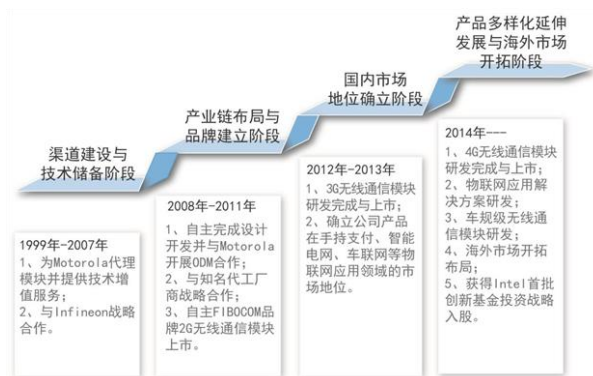 渠道建设与
技术储备阶段
1999年-2007年
1、为Motorola代理
模块并提供技术增
值服务；
2、与Infineon战略
合作。
产业链布局与
品牌建立阶段
2008年-2011年
1、自主完成设计
开发并与Motorola
开展ODM合作；
2、与知名代工厂
商战略合作；
3、自主FIBOCOM品
牌2G无线通信模块
上市。
国内市场
地位确立阶段
2012年-2013年
1、3G无线通信模块
研发完成与上市；
2、确立公司产品
在手持支付、智能
电网、车联网等物
联网应用领域的市
场地位。
产品多样化延伸
发展与海外市场
开拓阶段
2014年---
1、4G无线通信模块
研发完成与上市；
2、物联网应用解
决方案研发；
3、车规级无线通
信模块研发；
4、海外市场开拓
布局；
5、获得Intel首批
创新基金投资战略
入股。